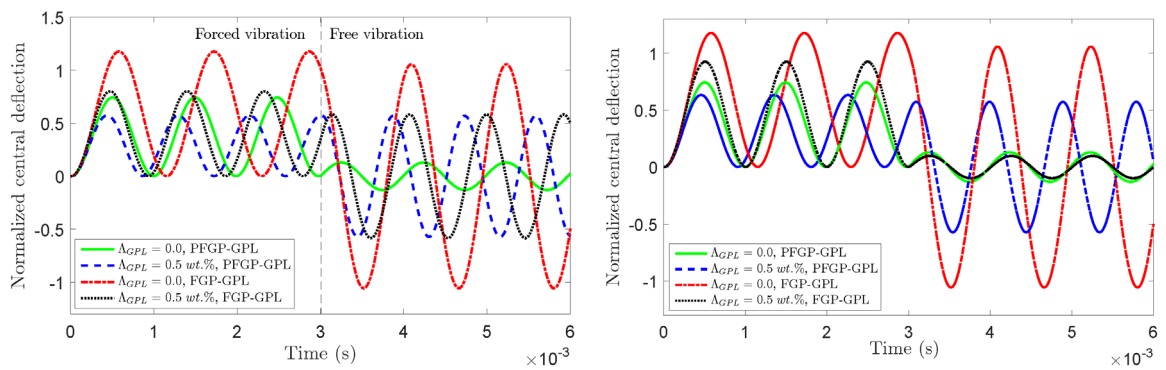 1.5
Forced vibration Free vibration
1
0.5
0
-0.5
-1
Normalized central deflection
Λ_GPL = 0.0, PFGP-GPL
Λ_GPL = 0.5 wt.%, PFGP-GPL
Λ_GPL = 0.0, FGP-GPL
Λ_GPL = 0.5 wt.%, FGP-GPL
0 1 2 3 4 5 6
Time (s)
×10⁻³
1
0.5
0
-0.5
-1
Normalized central deflection
Λ_GPL = 0.0, PFGP-GPL
Λ_GPL = 0.5 wt.%, PFGP-GPL
Λ_GPL = 0.0, FGP-GPL
Λ_GPL = 0.5 wt.%, FGP-GPL
0 1 2 3 4 5 6
Time (s)
×10⁻³